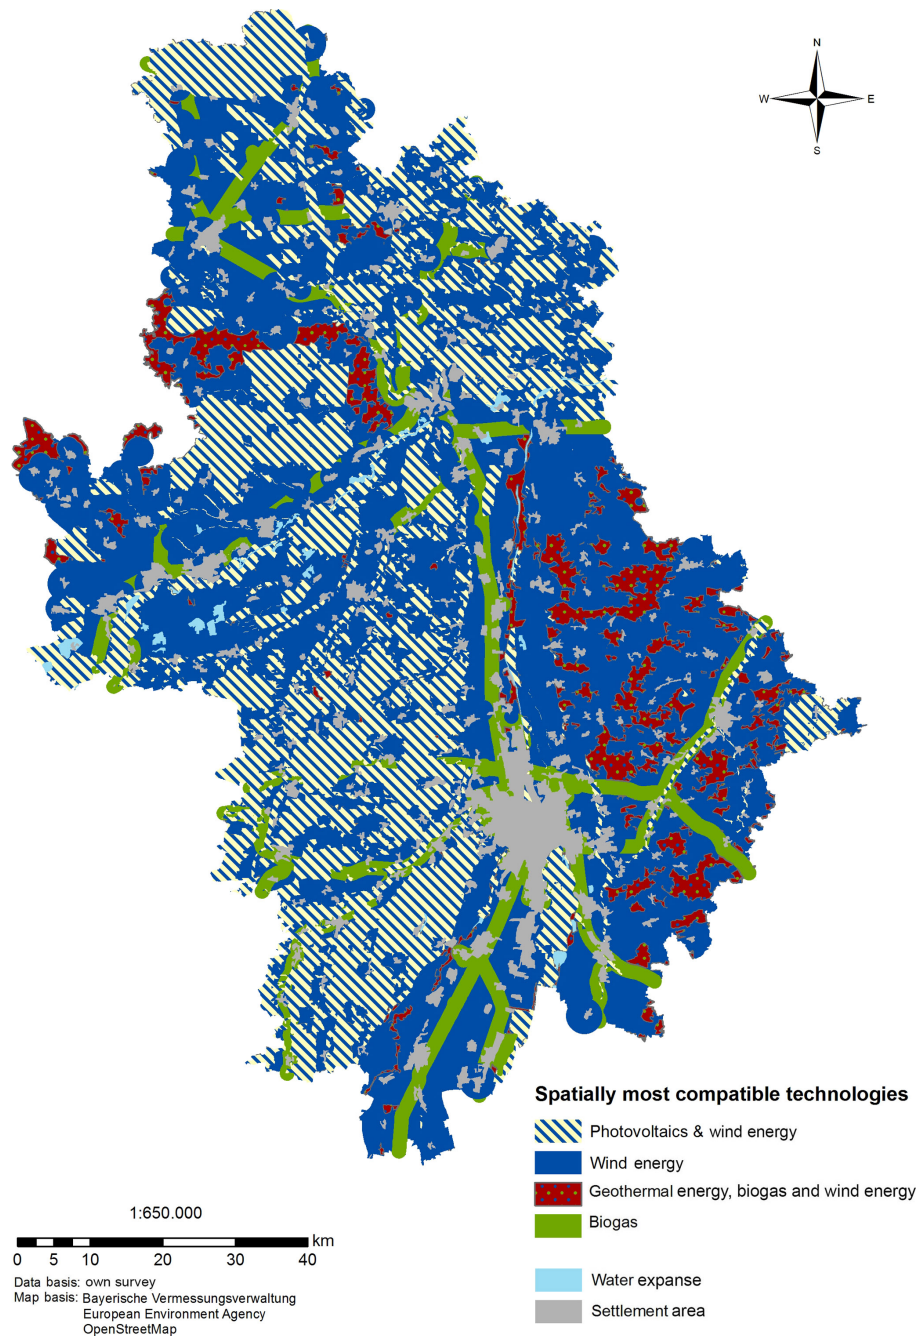 N
W
E
S
Spatially most compatible technologies
Photovoltaics & wind energy
Wind energy
Geothermal energy, biogas and wind energy
Biogas
Water expanse
Settlement area
1:650.000
km
0 5 10 20 30 40
Data basis: own survey
Map basis: Bayerische Vermessungsverwaltung
European Environment Agency
OpenStreetMap